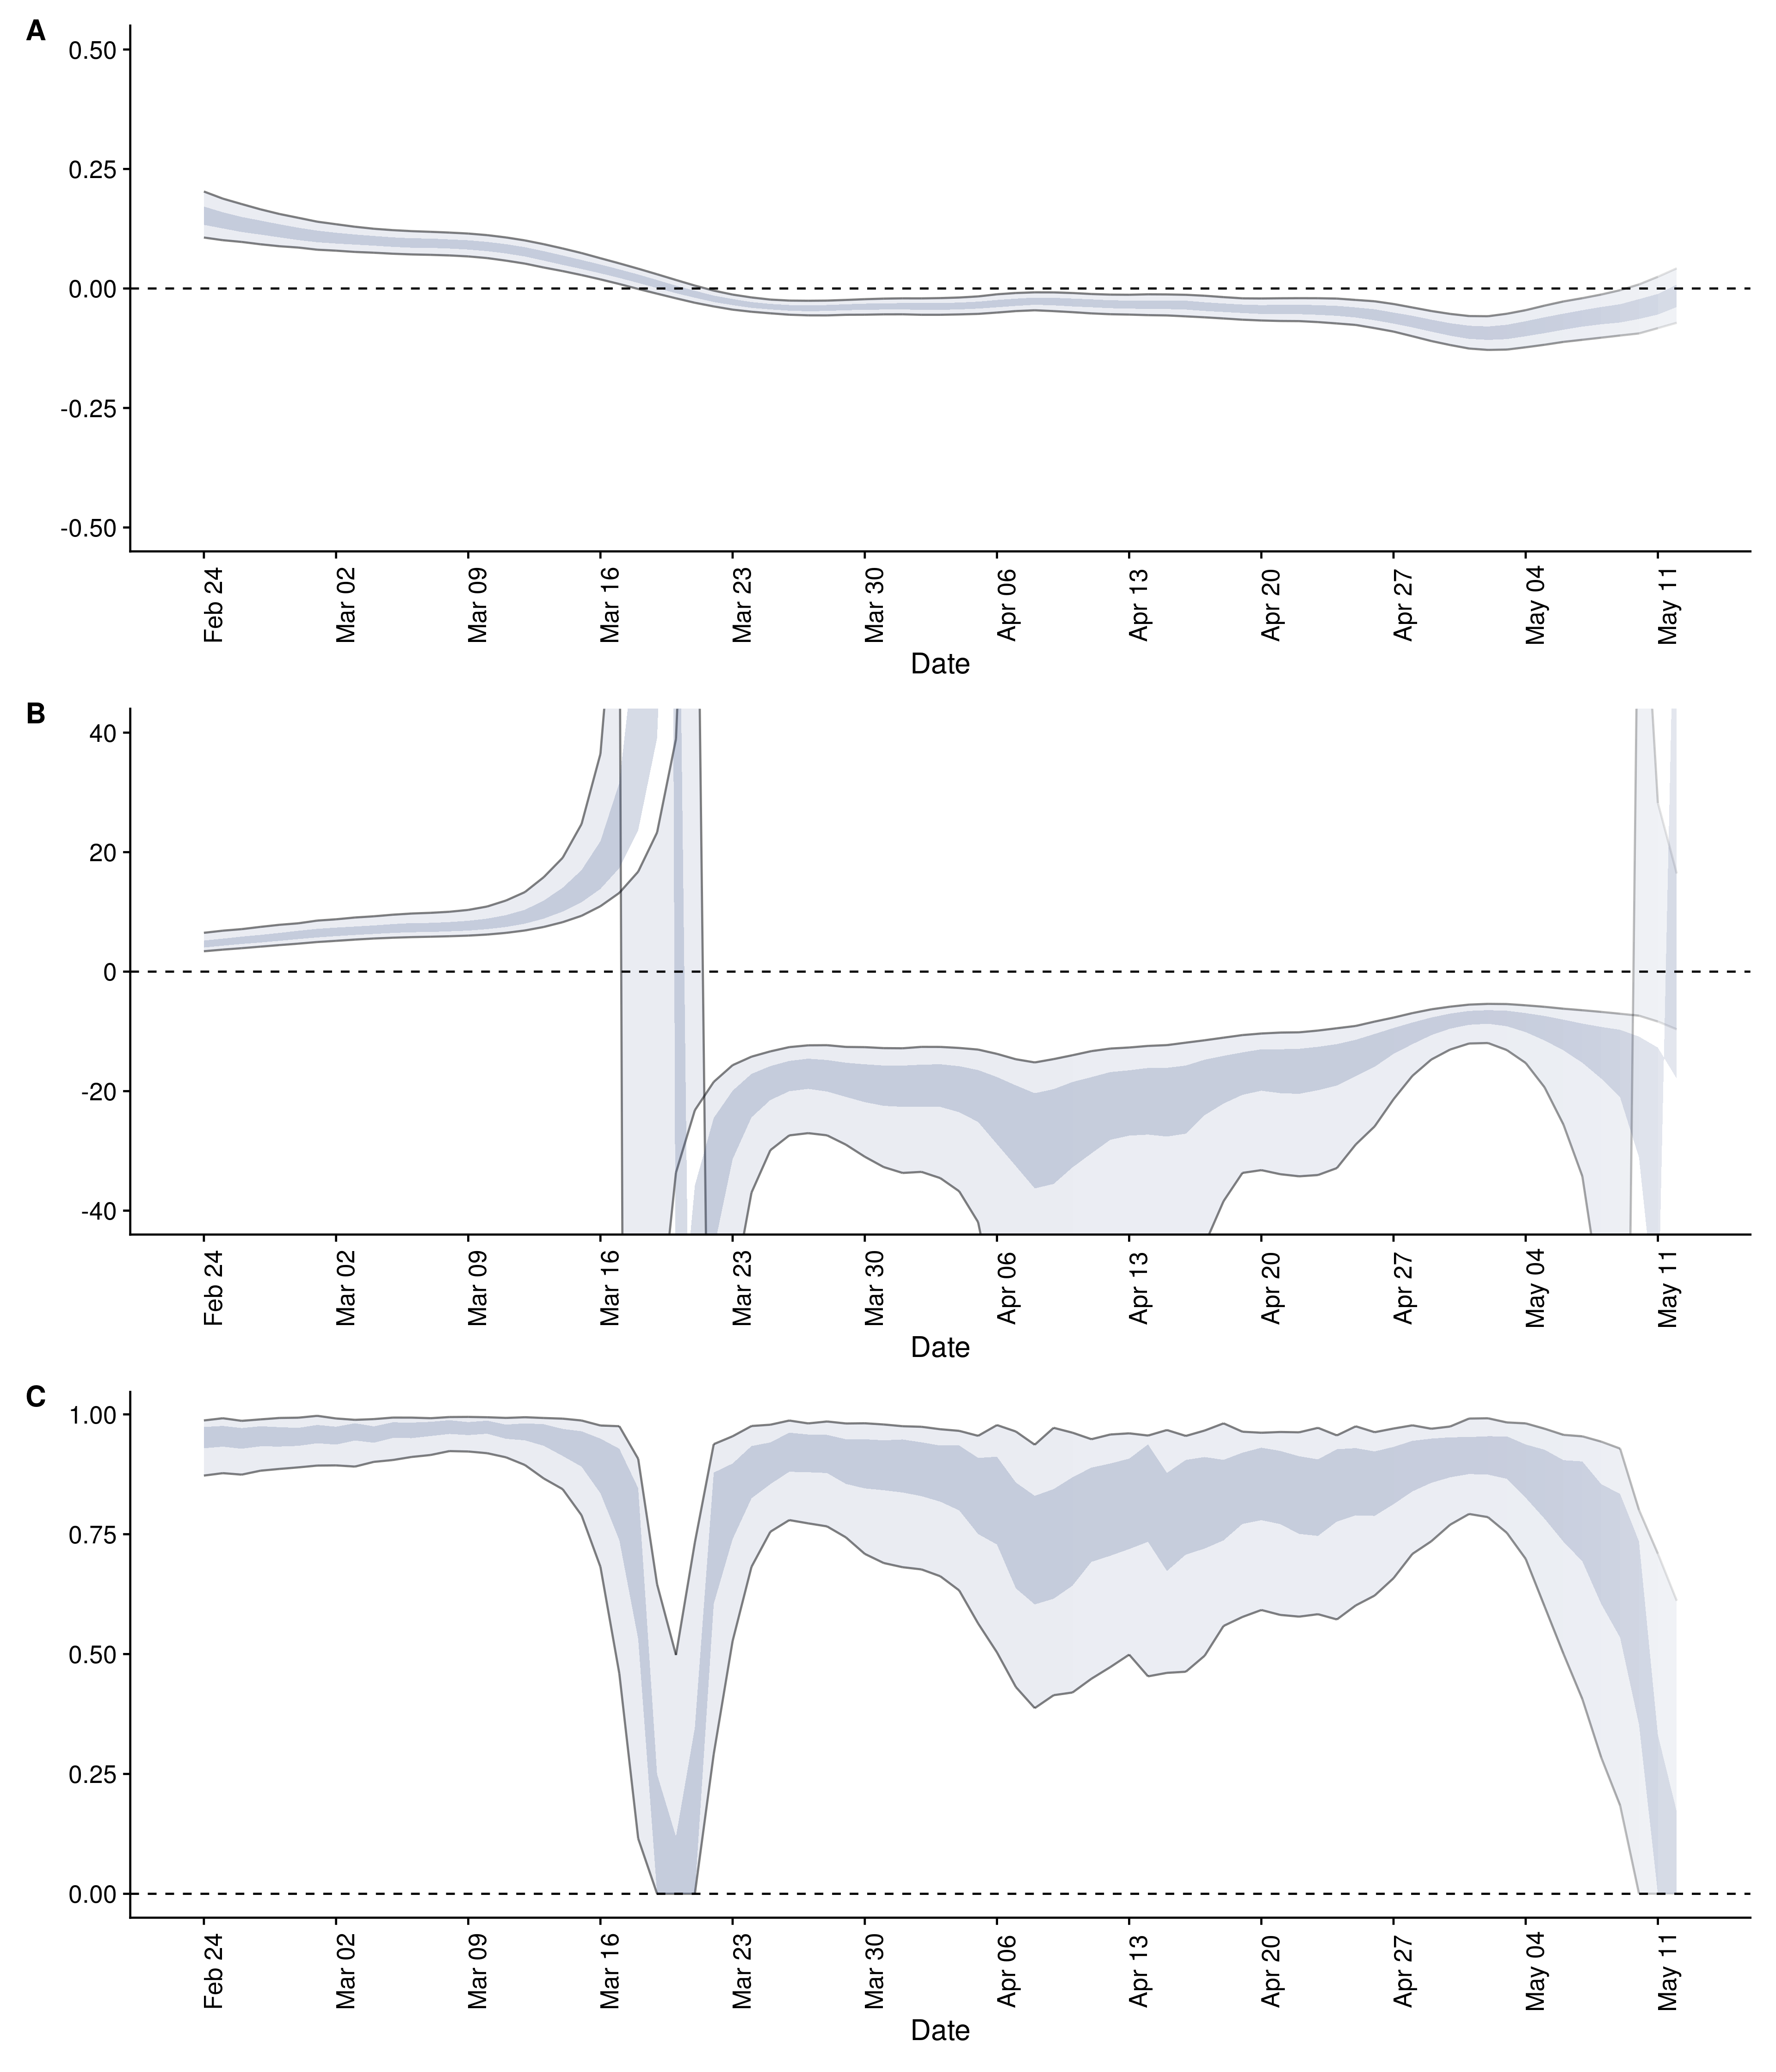 A
0.50
0.25
0.00
-0.25
-0.50
Feb 24
Mar 02
Mar 09
Mar 16
Mar 23
Mar 30
Apr 06
Apr 13
Apr 20
Apr 27
May 04
May 11
Date
B
40
20
0
-20
-40
Feb 24
Mar 02
Mar 09
Mar 16
Mar 23
Mar 30
Apr 06
Apr 13
Apr 20
Apr 27
May 04
May 11
Date
C
1.00
0.75
0.50
0.25
0.00
Feb 24
Mar 02
Mar 09
Mar 16
Mar 23
Mar 30
Apr 06
Apr 13
Apr 20
Apr 27
May 04
May 11
Date